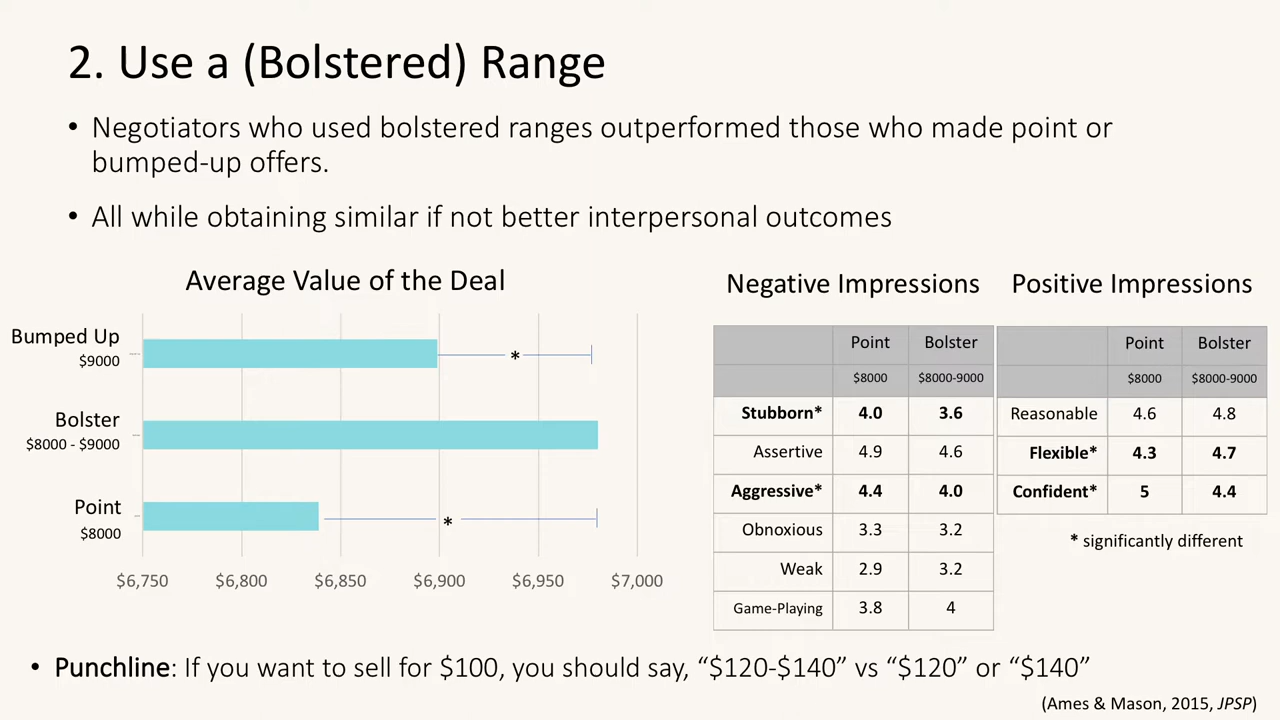 2. Use a (Bolstered) Range
• Negotiators who used bolstered ranges outperformed those who made point or
bumped-up offers.
• All while obtaining similar if not better interpersonal outcomes
Average Value of the Deal
Bumped Up
$9000
*
Bolster
$8000 - $9000
Point
$8000
*
$6,750 $6,800 $6,850 $6,900 $6,950 $7,000
Negative Impressions
Point Bolster
$8000 $8000-9000
Stubborn* 4.0 3.6
Assertive 4.9 4.6
Aggressive* 4.4 4.0
Obnoxious 3.3 3.2
Weak 2.9 3.2
Game-Playing 3.8 4
Positive Impressions
Point Bolster
$8000 $8000-9000
Reasonable 4.6 4.8
Flexible* 4.3 4.7
Confident* 5 4.4
* significantly different
• Punchline: If you want to sell for $100, you should say, “$120-$140” vs “$120” or “$140”
(Ames & Mason, 2015, JPSP)